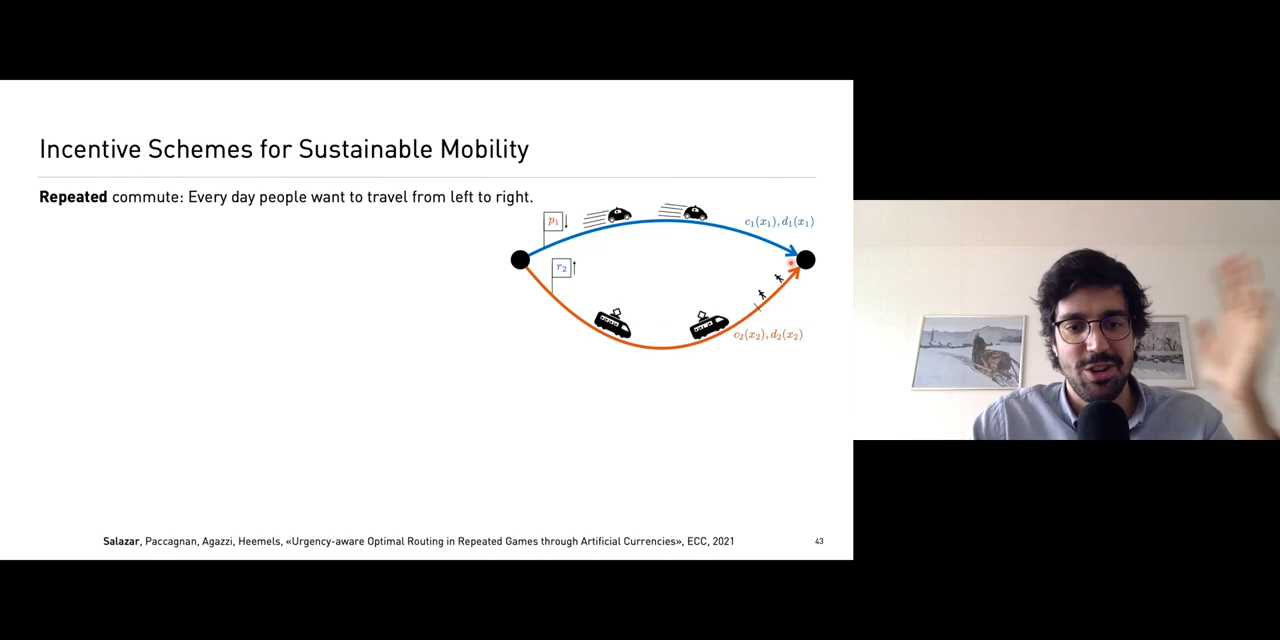 Incentive Schemes for Sustainable Mobility
Repeated commute: Every day people want to travel from left to right.
p₁↓
c₁(x₁), d₁(x₁)
r₂↑
c₂(x₂), d₂(x₂)
Salazar, Paccagnan, Agazzi, Heemels, «Urgency-aware Optimal Routing in Repeated Games through Artificial Currencies», ECC, 2021
43